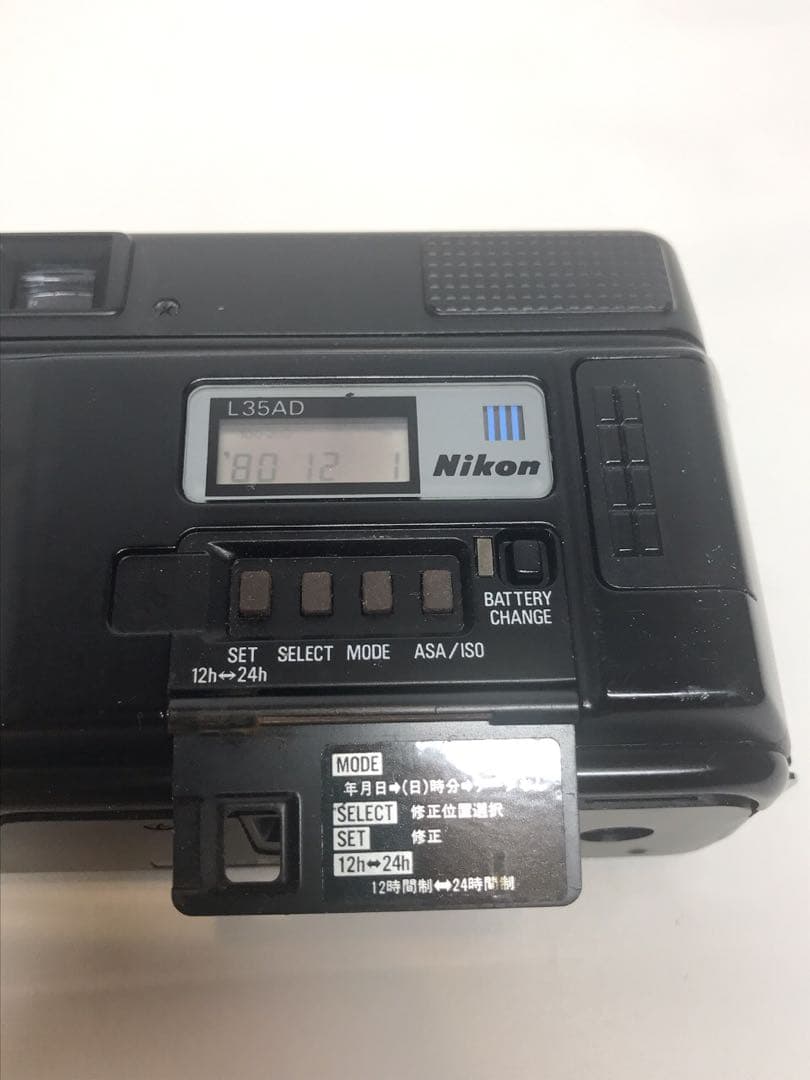 L35AD
'80 12 1
Nikon
BATTERY
CHANGE
SET SELECT MODE ASA/ISO
12h↔24h
MODE
年月日➡(日)時分➡
SELECT 修正位置選択
SET 修正
12h⬌24h
12時間制⬌24時間制